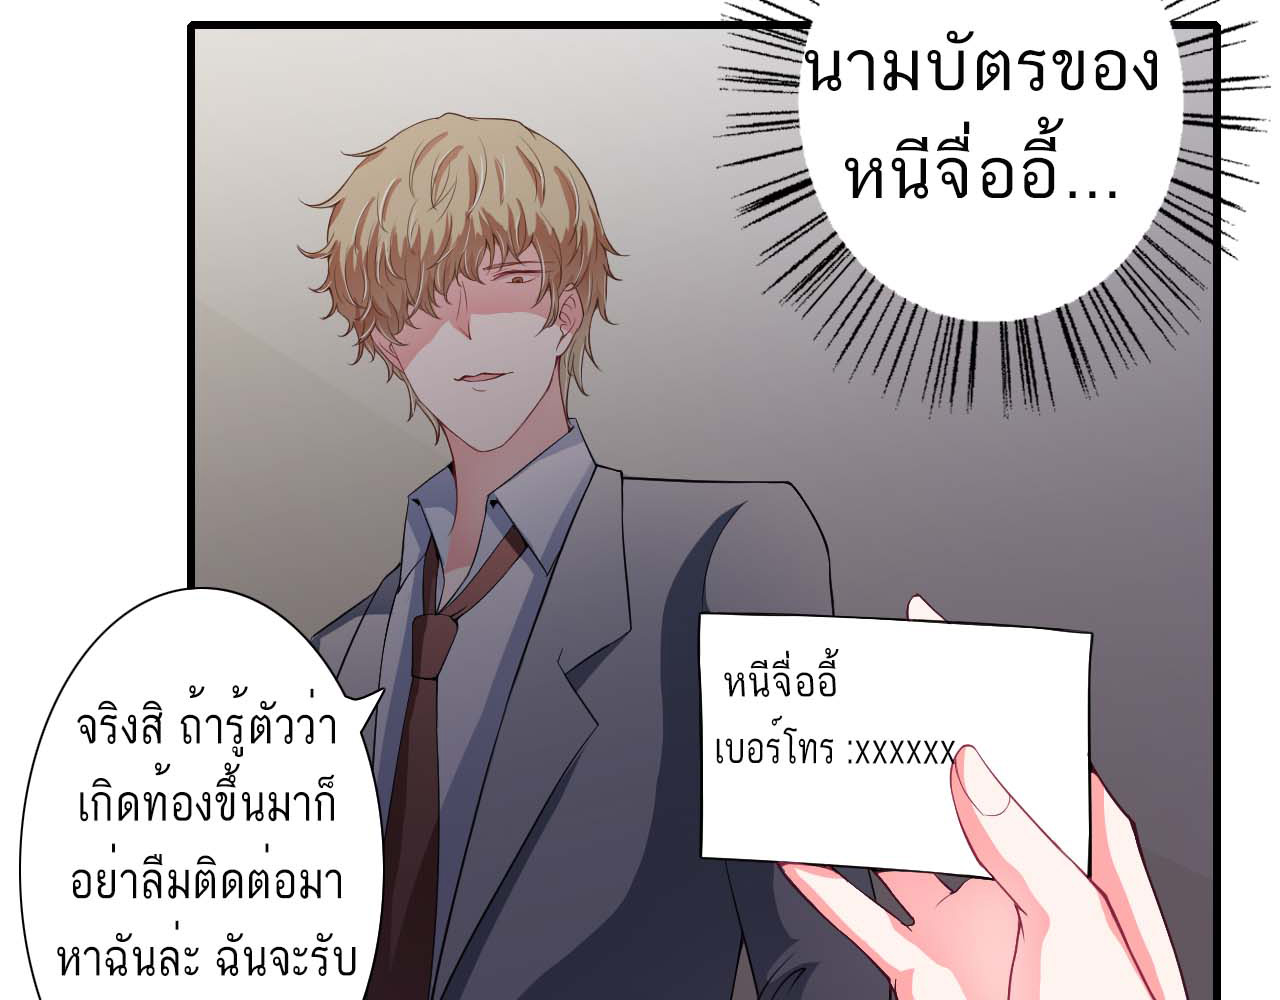 นามบัตรของ
หนีจื่ออี้...
หนีจื่ออี้
เบอร์โทร :xxxxxx
จริงสิ ถ้ารู้ตัวว่า
เกิดท้องขึ้นมาก็
อย่าลืมติดต่อมา
หาฉันล่ะ ฉันจะรับ